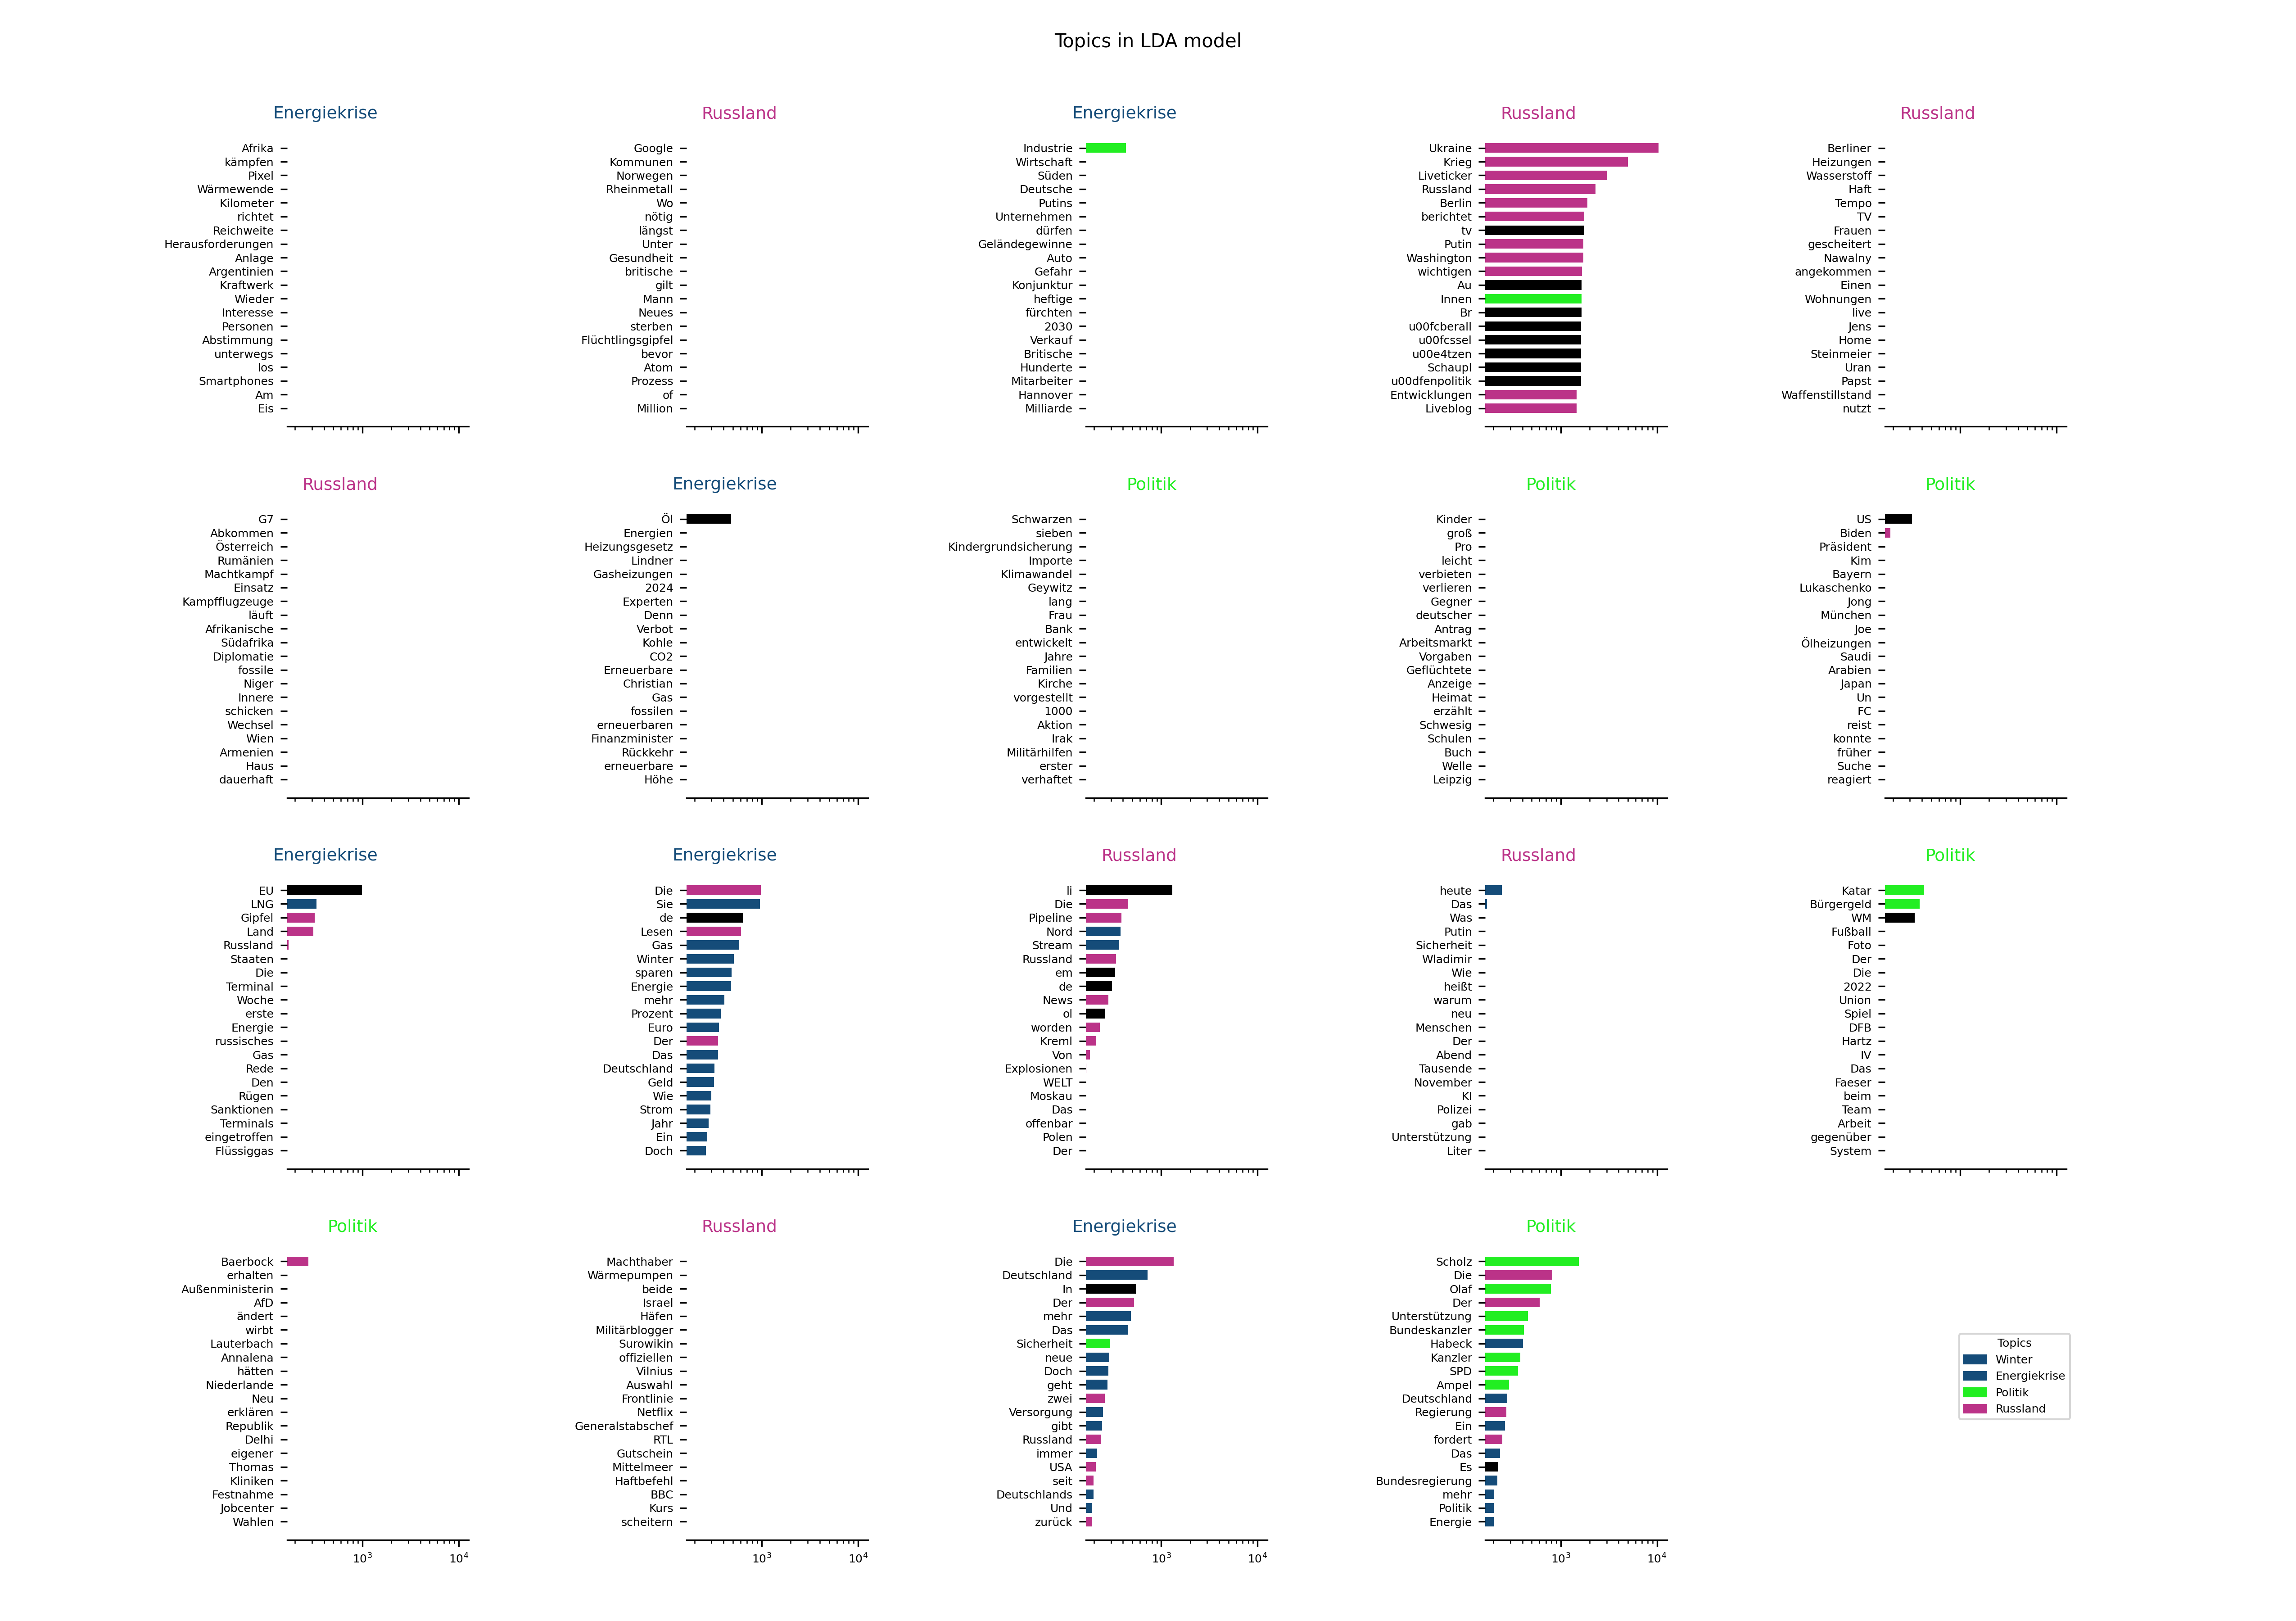 Topics in LDA model
Energiekrise
Afrika
kämpfen
Pixel
Wärmewende
Kilometer
richtet
Reichweite
Herausforderungen
Anlage
Argentinien
Kraftwerk
Wieder
Interesse
Personen
Abstimmung
unterwegs
los
Smartphones
Am
Eis
Russland
Google
Kommunen
Norwegen
Rheinmetall
Wo
nötig
längst
Unter
Gesundheit
britische
gilt
Mann
Neues
sterben
Flüchtlingsgipfel
bevor
Atom
Prozess
of
Million
Energiekrise
Industrie
Wirtschaft
Süden
Deutsche
Putins
Unternehmen
dürfen
Geländegewinne
Auto
Gefahr
Konjunktur
heftige
fürchten
2030
Verkauf
Britische
Hunderte
Mitarbeiter
Hannover
Milliarde
Russland
Ukraine
Krieg
Liveticker
Russland
Berlin
berichtet
tv
Putin
Washington
wichtigen
Au
Innen
Br
u00fcberall
u00fcssel
u00e4tzen
Schaupl
u00dfenpolitik
Entwicklungen
Liveblog
Russland
Berliner
Heizungen
Wasserstoff
Haft
Tempo
TV
Frauen
gescheitert
Nawalny
angekommen
Einen
Wohnungen
live
Jens
Home
Steinmeier
Uran
Papst
Waffenstillstand
nutzt
Russland
G7
Abkommen
Österreich
Rumänien
Machtkampf
Einsatz
Kampfflugzeuge
läuft
Afrikanische
Südafrika
Diplomatie
fossile
Niger
Innere
schicken
Wechsel
Wien
Armenien
Haus
dauerhaft
Energiekrise
Öl
Energien
Heizungsgesetz
Lindner
Gasheizungen
2024
Experten
Denn
Verbot
Kohle
CO2
Erneuerbare
Christian
Gas
fossilen
erneuerbaren
Finanzminister
Rückkehr
erneuerbare
Höhe
Politik
Schwarzen
sieben
Kindergrundsicherung
Importe
Klimawandel
Geywitz
lang
Frau
Bank
entwickelt
Jahre
Familien
Kirche
vorgestellt
1000
Aktion
Irak
Militärhilfen
erster
verhaftet
Politik
Kinder
groß
Pro
leicht
verbieten
verlieren
Gegner
deutscher
Antrag
Arbeitsmarkt
Vorgaben
Geflüchtete
Anzeige
Heimat
erzählt
Schwesig
Schulen
Buch
Welle
Leipzig
Politik
US
Biden
Präsident
Kim
Bayern
Lukaschenko
Jong
München
Joe
Ölheizungen
Saudi
Arabien
Japan
Un
FC
reist
konnte
früher
Suche
reagiert
Energiekrise
EU
LNG
Gipfel
Land
Russland
Staaten
Die
Terminal
Woche
erste
Energie
russisches
Gas
Rede
Den
Rügen
Sanktionen
Terminals
eingetroffen
Flüssiggas
Energiekrise
Die
Sie
de
Lesen
Gas
Winter
sparen
Energie
mehr
Prozent
Euro
Der
Das
Deutschland
Geld
Wie
Strom
Jahr
Ein
Doch
Russland
li
Die
Pipeline
Nord
Stream
Russland
em
de
News
ol
worden
Kreml
Von
Explosionen
WELT
Moskau
Das
offenbar
Polen
Der
Russland
heute
Das
Was
Putin
Sicherheit
Wladimir
Wie
heißt
warum
neu
Menschen
Der
Abend
Tausende
November
KI
Polizei
gab
Unterstützung
Liter
Politik
Katar
Bürgergeld
WM
Fußball
Foto
Der
Die
2022
Union
Spiel
DFB
Hartz
IV
Das
Faeser
beim
Team
Arbeit
gegenüber
System
Politik
Baerbock
erhalten
Außenministerin
AfD
ändert
wirbt
Lauterbach
Annalena
hätten
Niederlande
Neu
erklären
Republik
Delhi
eigener
Thomas
Kliniken
Festnahme
Jobcenter
Wahlen
10³ 10⁴
Russland
Machthaber
Wärmepumpen
beide
Israel
Häfen
Militärblogger
Surowikin
offiziellen
Vilnius
Auswahl
Frontlinie
Netflix
Generalstabschef
RTL
Gutschein
Mittelmeer
Haftbefehl
BBC
Kurs
scheitern
10³ 10⁴
Energiekrise
Die
Deutschland
In
Der
mehr
Das
Sicherheit
neue
Doch
geht
zwei
Versorgung
gibt
Russland
immer
USA
seit
Deutschlands
Und
zurück
10³ 10⁴
Politik
Scholz
Die
Olaf
Der
Unterstützung
Bundeskanzler
Habeck
Kanzler
SPD
Ampel
Deutschland
Regierung
Ein
fordert
Das
Es
Bundesregierung
mehr
Politik
Energie
10³ 10⁴
Topics
Winter
Energiekrise
Politik
Russland